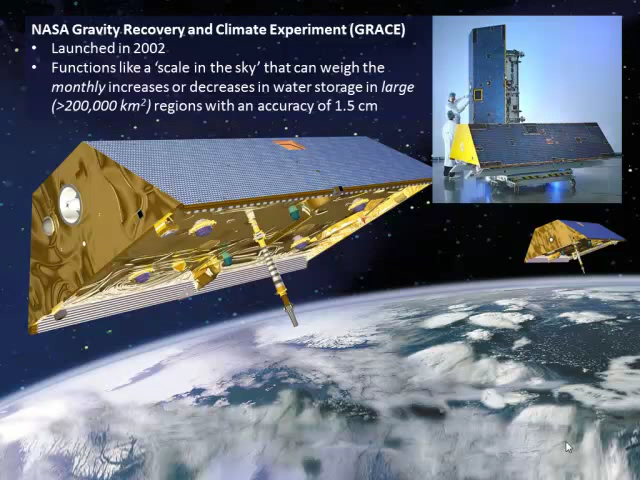 NASA Gravity Recovery and Climate Experiment (GRACE)
• Launched in 2002
• Functions like a ‘scale in the sky’ that can weigh the
monthly increases or decreases in water storage in large
(>200,000 km²) regions with an accuracy of 1.5 cm